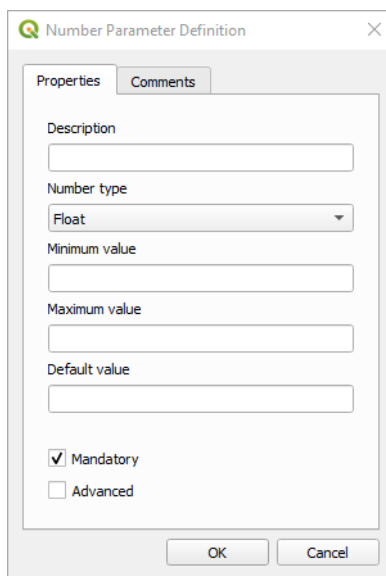 Number Parameter Definition
Properties Comments
Description
Number type
Float
Minimum value
Maximum value
Default value
Mandatory
Advanced
OK Cancel